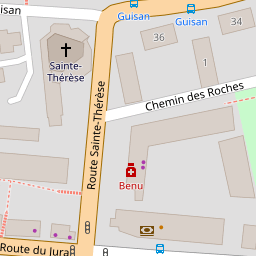 isan
Guisan
Guisan
34
36
Sainte-
Thérèse
1
Chemin des Roches
Route Sainte-Thérèse
Benu
Route du Jura